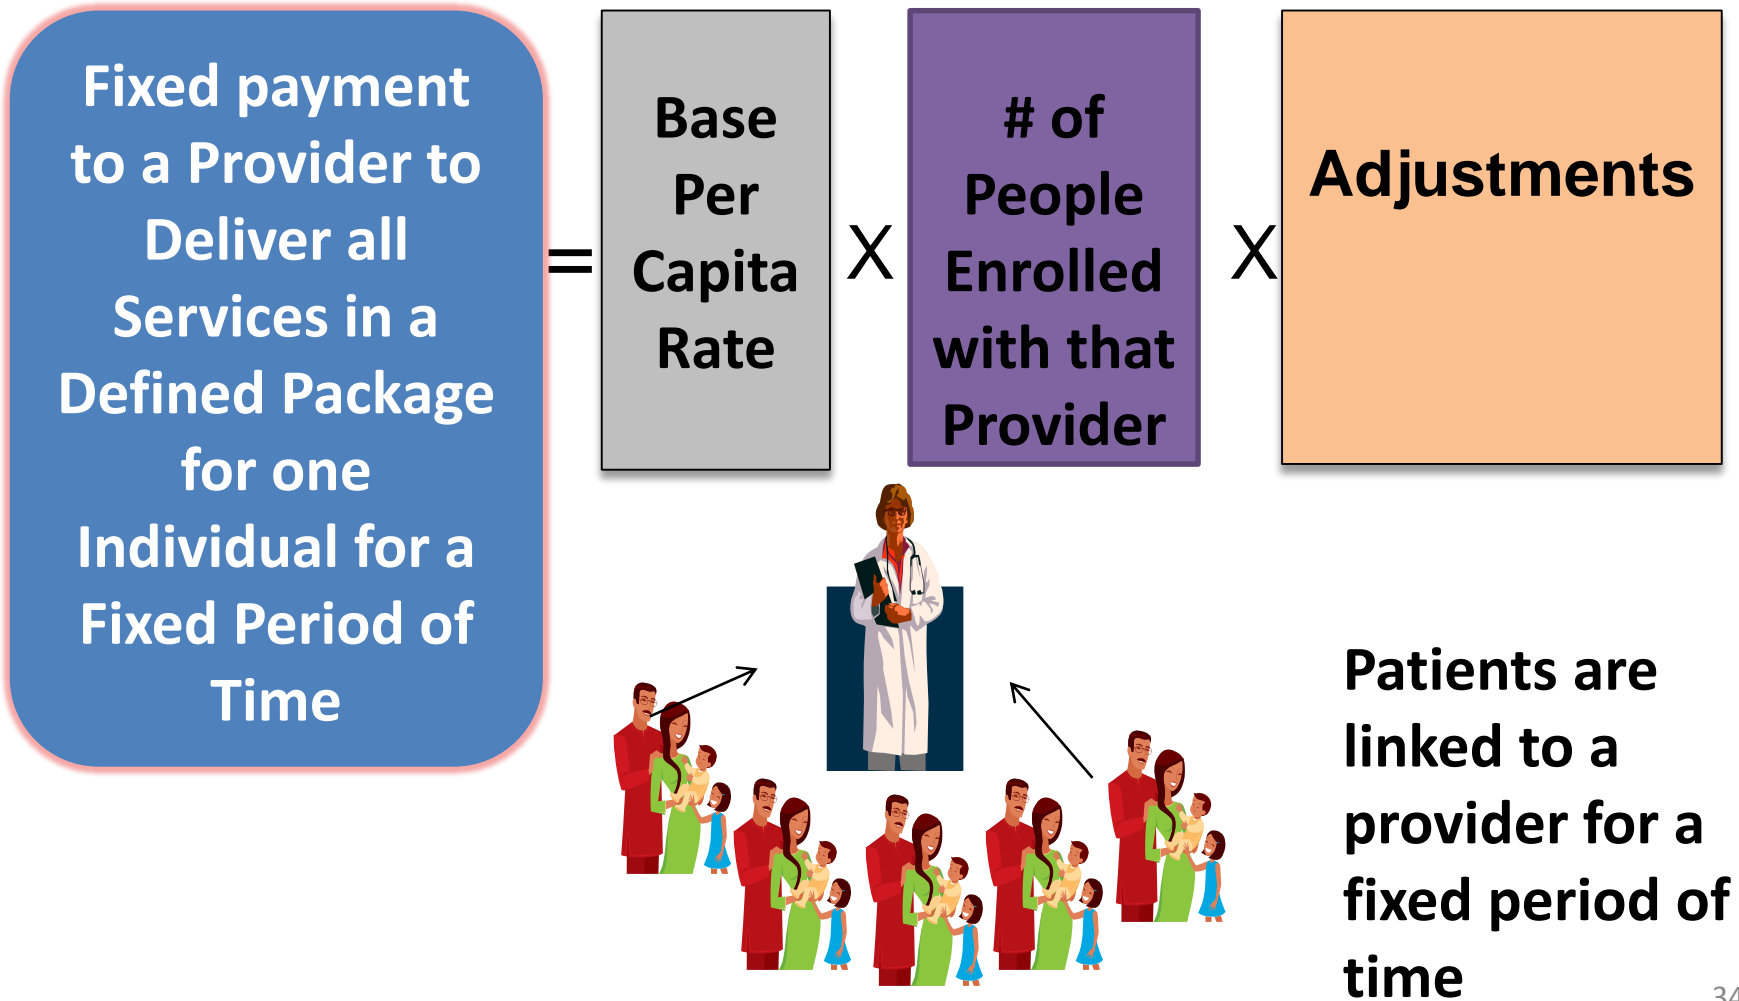 Fixed payment
to a Provider to
Deliver all
Services in a
Defined Package
for one
Individual for a
Fixed Period of
Time
=
Base
Per
Capita
Rate
X
# of
People
Enrolled
with that
Provider
X
Adjustments
Patients are
linked to a
provider for a
fixed period of
time
34